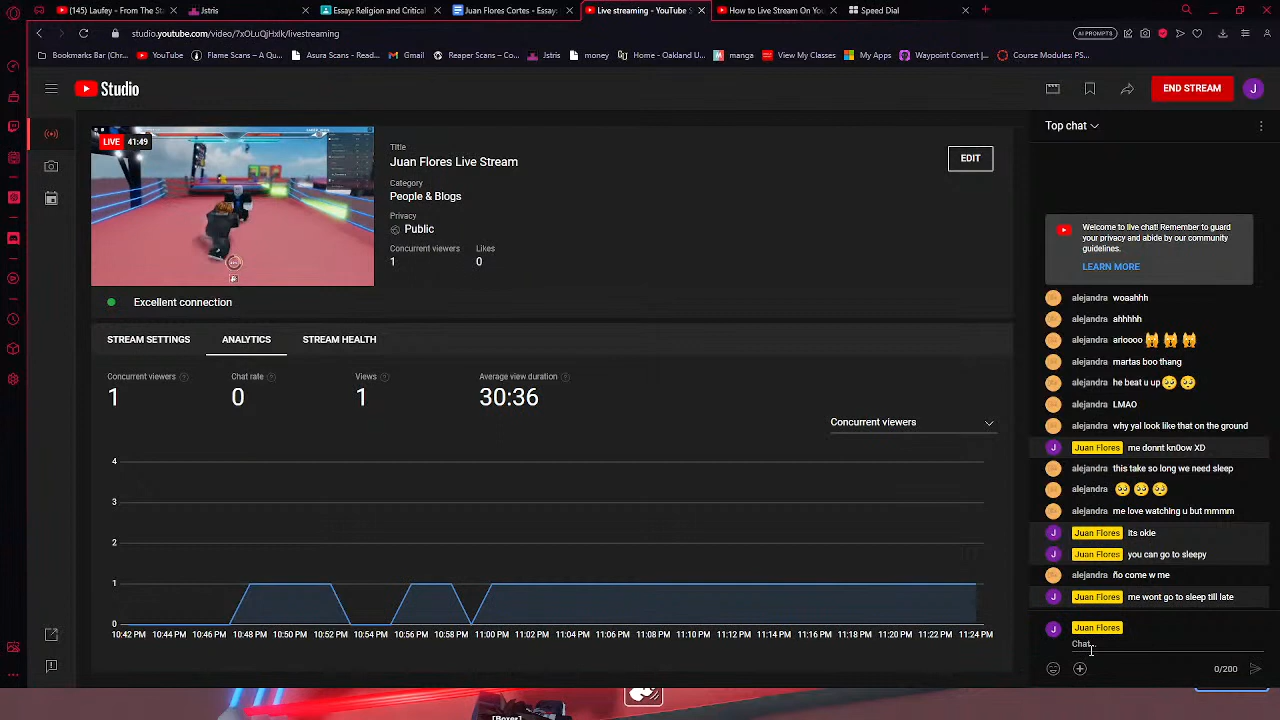 (145) Laufey - From The Sta
Jstris
Essay: Religion and Critical
Juan Flores Cortes - Essay:
Live streaming - YouTube S
How to Live Stream On You
Speed Dial
studio.youtube.com/video/7xOLuQjHxlk/livestreaming
AI PROMPTS
Bookmarks Bar (Chr...
YouTube
Flame Scans – A Qu...
Asura Scans - Read...
Gmail
Reaper Scans – Co...
Jstris
money
Home - Oakland U...
manga
View My Classes
My Apps
Waypoint Convert |...
Course Modules: PS...
Studio
END STREAM
J
LIVE 41:49
Title
Juan Flores Live Stream
EDIT
Category
People & Blogs
Privacy
Public
Concurrent viewers
Likes
1
0
Excellent connection
STREAM SETTINGS
ANALYTICS
STREAM HEALTH
Concurrent viewers
Chat rate
Views
Average view duration
1
0
1
30:36
Concurrent viewers
4
3
2
1
0
10:42 PM 10:44 PM 10:46 PM 10:48 PM 10:50 PM 10:52 PM 10:54 PM 10:56 PM 10:58 PM 11:00 PM 11:02 PM 11:04 PM 11:06 PM 11:08 PM 11:10 PM 11:12 PM 11:14 PM 11:16 PM 11:18 PM 11:20 PM 11:22 PM 11:24 PM
Top chat
Welcome to live chat! Remember to guard
your privacy and abide by our community
guidelines.
LEARN MORE
alejandra woaahhh
alejandra ahhhhh
alejandra arioooo 🙀🙀🙀
alejandra martas boo thang
alejandra he beat u up 🥺🥺
alejandra LMAO
alejandra why yal look like that on the ground
J Juan Flores me donnt kn0ow XD
alejandra this take so long we need sleep
alejandra 🥺🥺🥺
alejandra me love watching u but mmmm
J Juan Flores Its okie
J Juan Flores you can go to sleepy
alejandra ño come w me
J Juan Flores me wont go to sleep till late
J Juan Flores
Chat...
0/200
[Boxer]